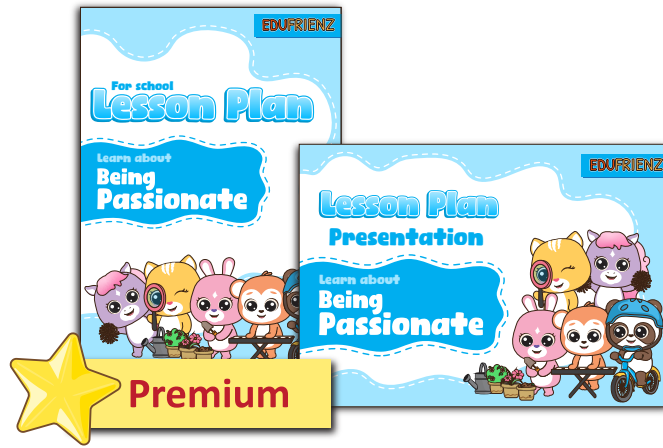 EDUFRIENZ
For school
Lesson Plan
Learn about
Being
Passionate
EDUFRIENZ
Lesson Plan
Presentation
Learn about
Being
Passionate
Premium